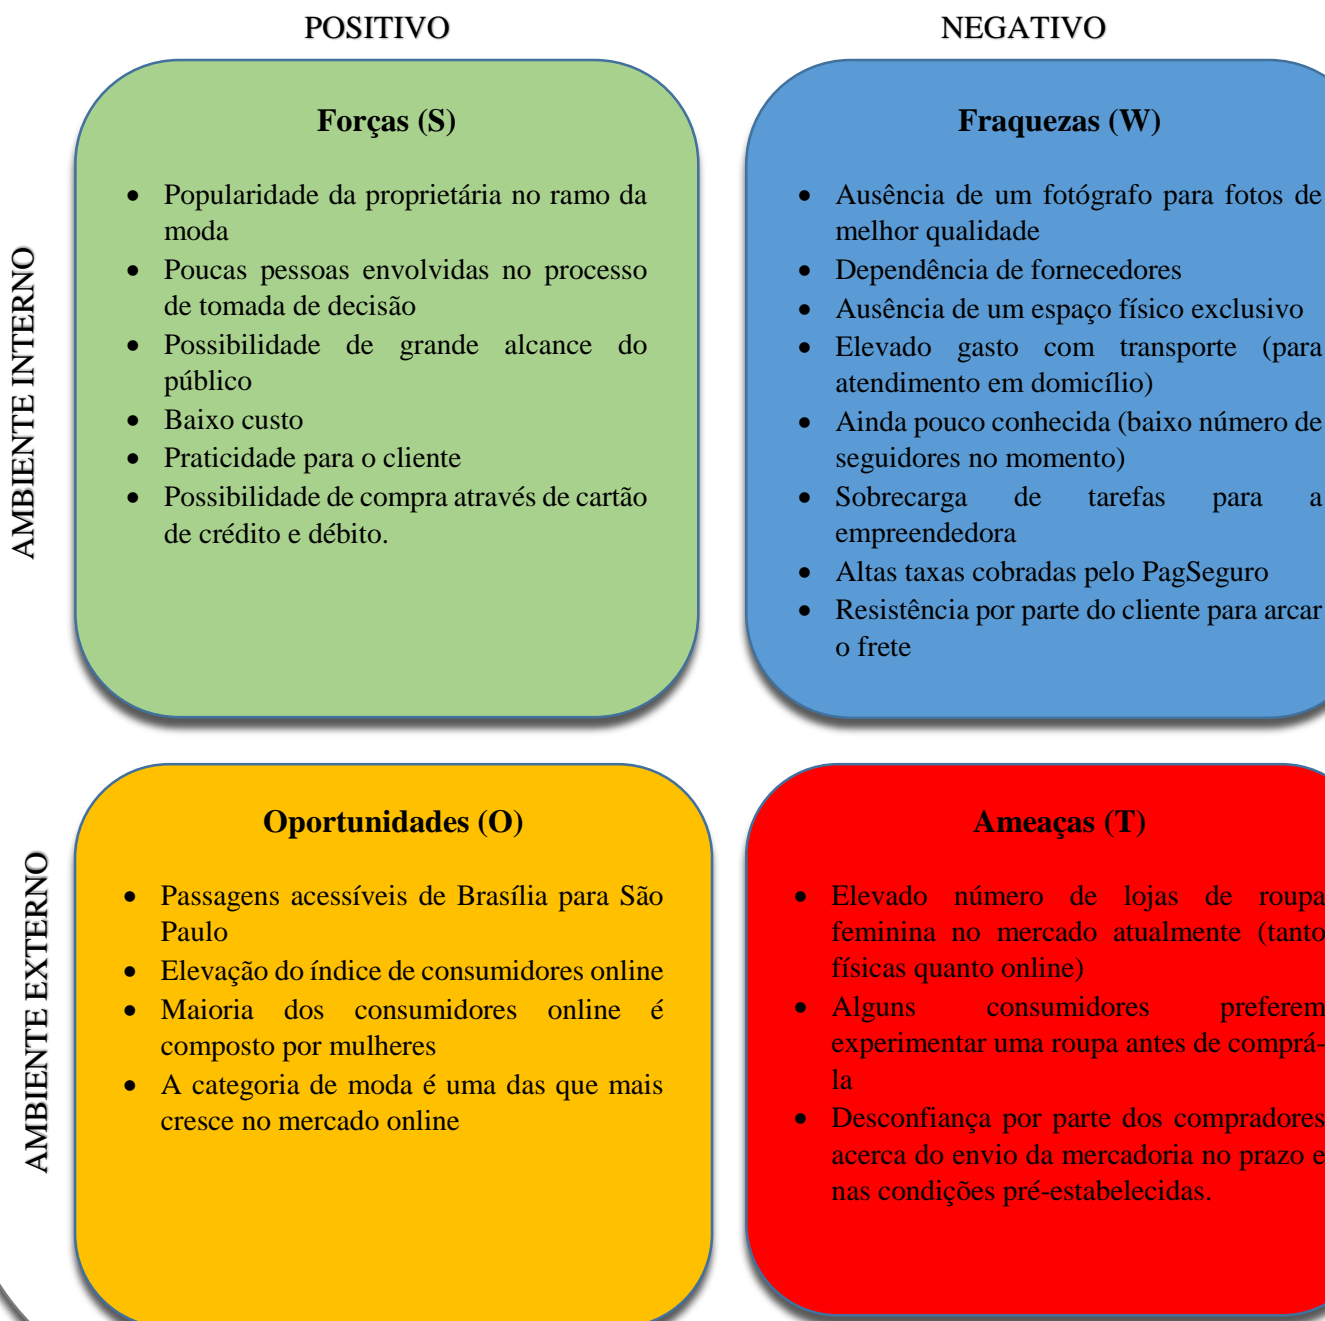 POSITIVO
NEGATIVO
AMBIENTE INTERNO
Forças (S)
• Popularidade da proprietária no ramo da
moda
• Poucas pessoas envolvidas no processo
de tomada de decisão
• Possibilidade de grande alcance do
público
• Baixo custo
• Praticidade para o cliente
• Possibilidade de compra através de cartão
de crédito e débito.
Fraquezas (W)
• Ausência de um fotógrafo para fotos de
melhor qualidade
• Dependência de fornecedores
• Ausência de um espaço físico exclusivo
• Elevado gasto com transporte (para
atendimento em domicílio)
• Ainda pouco conhecida (baixo número de
seguidores no momento)
• Sobrecarga de tarefas para a
empreendedora
• Altas taxas cobradas pelo PagSeguro
• Resistência por parte do cliente para arcar
o frete
AMBIENTE EXTERNO
Oportunidades (O)
• Passagens acessíveis de Brasília para São
Paulo
• Elevação do índice de consumidores online
• Maioria dos consumidores online é
composto por mulheres
• A categoria de moda é uma das que mais
cresce no mercado online
Ameaças (T)
• Elevado número de lojas de roupa
feminina no mercado atualmente (tanto
físicas quanto online)
• Alguns consumidores preferem
experimentar uma roupa antes de comprá-
la
• Desconfiança por parte dos compradores
acerca do envio da mercadoria no prazo e
nas condições pré-estabelecidas.